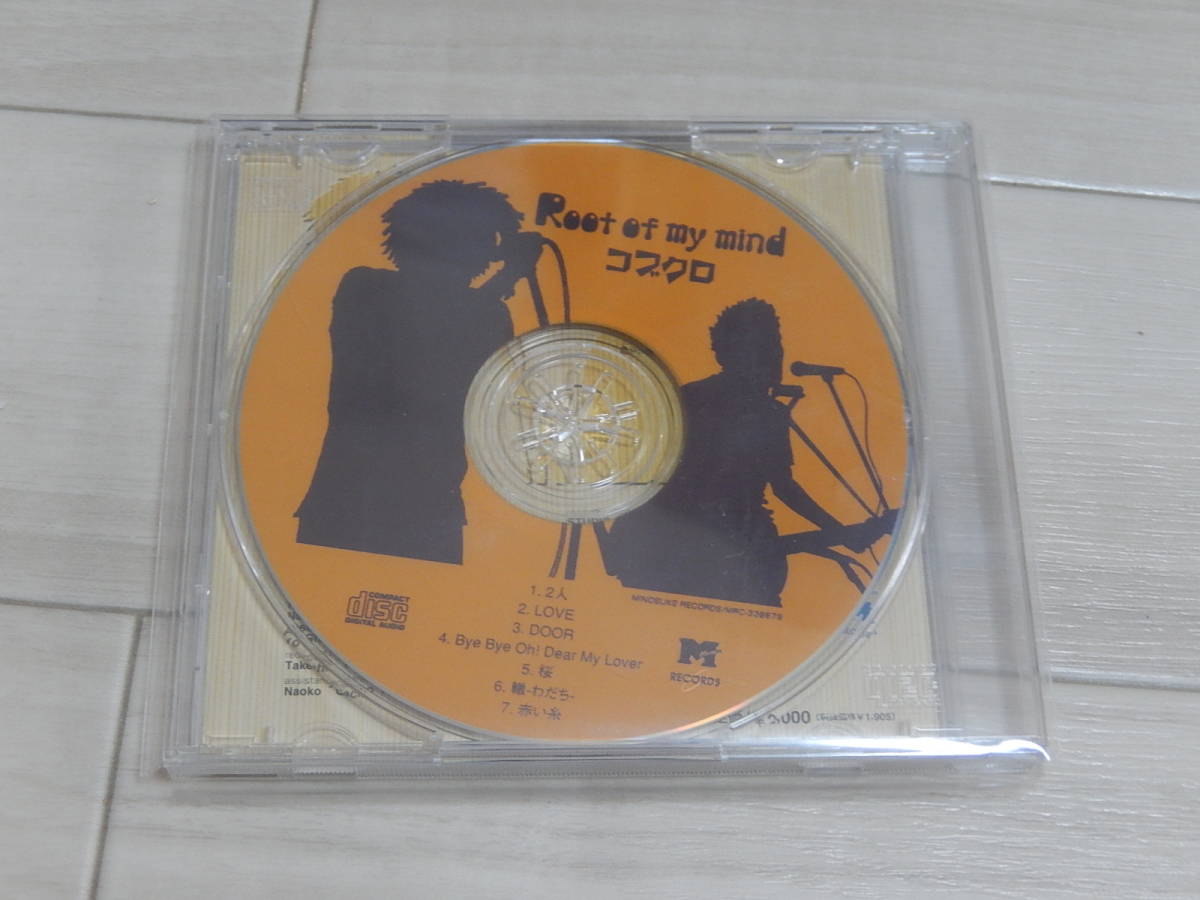 Root of my mind
コブクロ
MINOSUKE RECORDS/MRC-339679
1. 2人
2. LOVE
3. DOOR
4. Bye Bye Oh! Dear My Lover
5. 桜
6. 轍-わだち-
7. 赤い糸
COMPACT
disc
DIGITAL AUDIO
M
RECORDS
assistant
Naoko